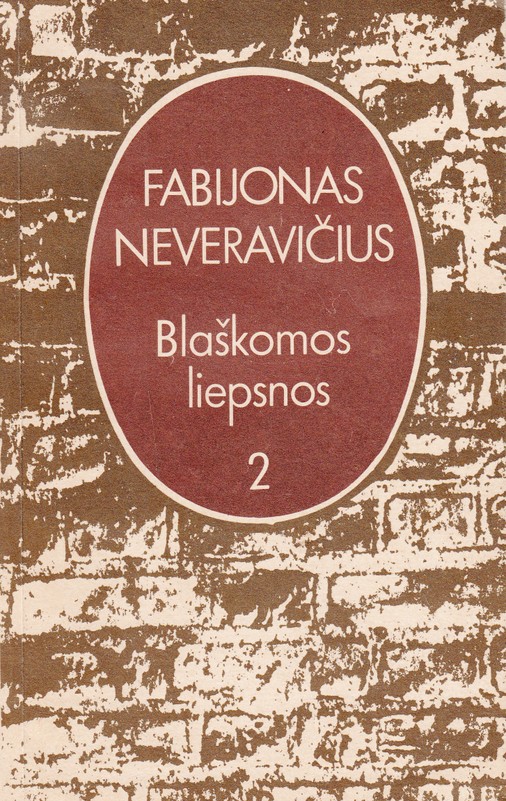 FABIJONAS
NEVERAVIČIUS
Blaškomos
liepsnos
2